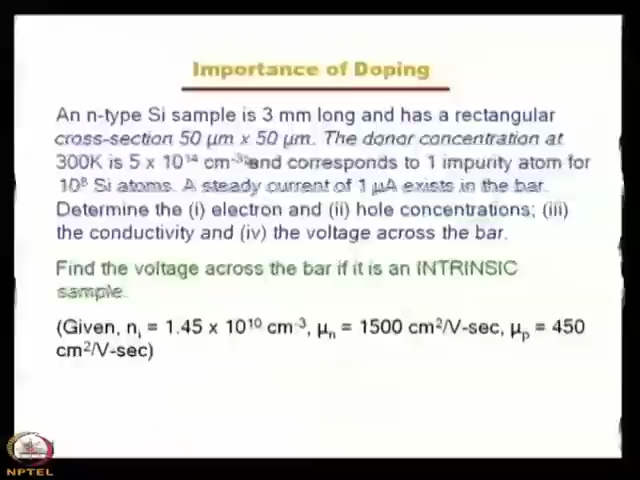 Importance of Doping
An n-type Si sample is 3 mm long and has a rectangular
cross-section 50 µm x 50 µm. The donor concentration at
300K is 5 x 10¹⁴ cm⁻³ and corresponds to 1 impurity atom for
10⁸ Si atoms. A steady current of 1 µA exists in the bar.
Determine the (i) electron and (ii) hole concentrations; (iii)
the conductivity and (iv) the voltage across the bar.
Find the voltage across the bar if it is an INTRINSIC
sample.
(Given, nᵢ = 1.45 x 10¹⁰ cm⁻³, µₙ = 1500 cm²/V-sec, µₚ = 450
cm²/V-sec)
NPTEL